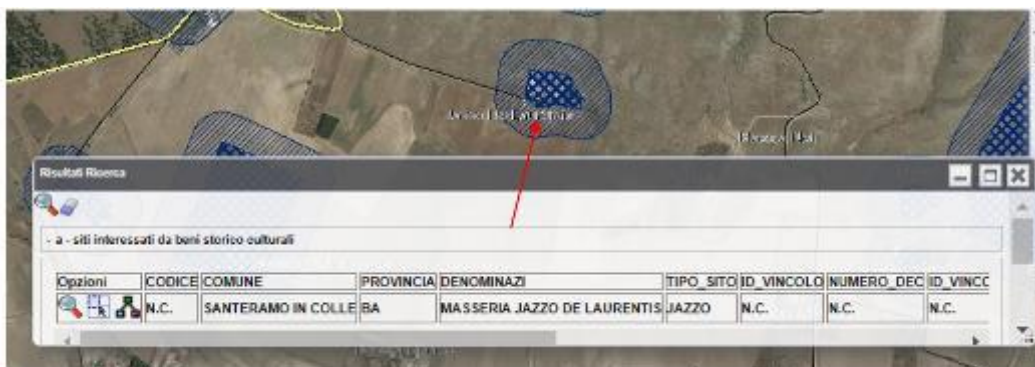 Risultati Ricerca
- a - siti interessati da beni storico culturali
Opzioni CODICE COMUNE PROVINCIA DENOMINAZI TIPO_SITO ID_VINCOLO NUMERO_DEC ID_VINCC
N.C. SANTERAMO IN COLLE BA MASSERIA JAZZO DE LAURENTIS JAZZO N.C. N.C. N.C.